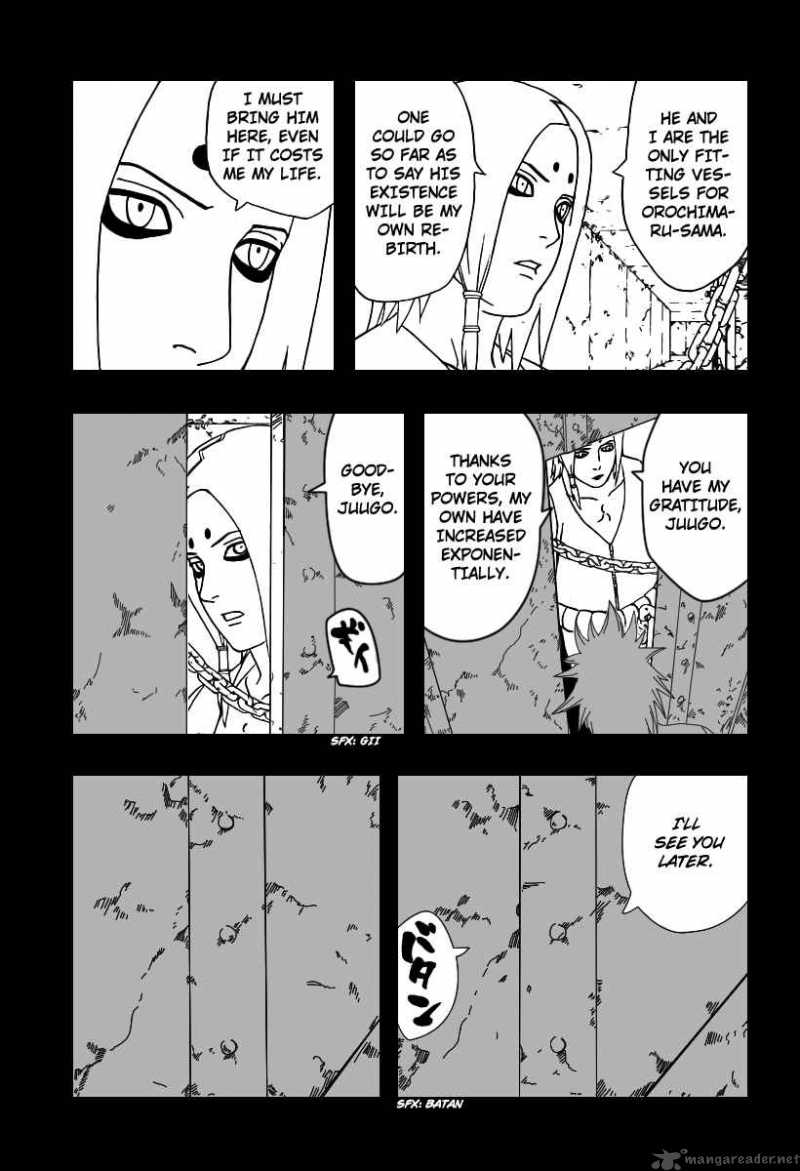 HE AND
I ARE THE
ONLY FIT-
TING VES-
SELS FOR
OROCHIMA-
RU-SAMA.
ONE
COULD GO
SO FAR AS
TO SAY HIS
EXISTENCE
WILL BE MY
OWN RE-
BIRTH.
I MUST
BRING HIM
HERE, EVEN
IF IT COSTS
ME MY LIFE.
YOU
HAVE MY
GRATITUDE,
JUUGO.
THANKS
TO YOUR
POWERS, MY
OWN HAVE
INCREASED
EXPONEN-
TIALLY.
GOOD-
BYE,
JUUGO.
ギイ
SFX: GII
I'LL
SEE YOU
LATER.
バタン
SFX: BATAN
mangareader.net